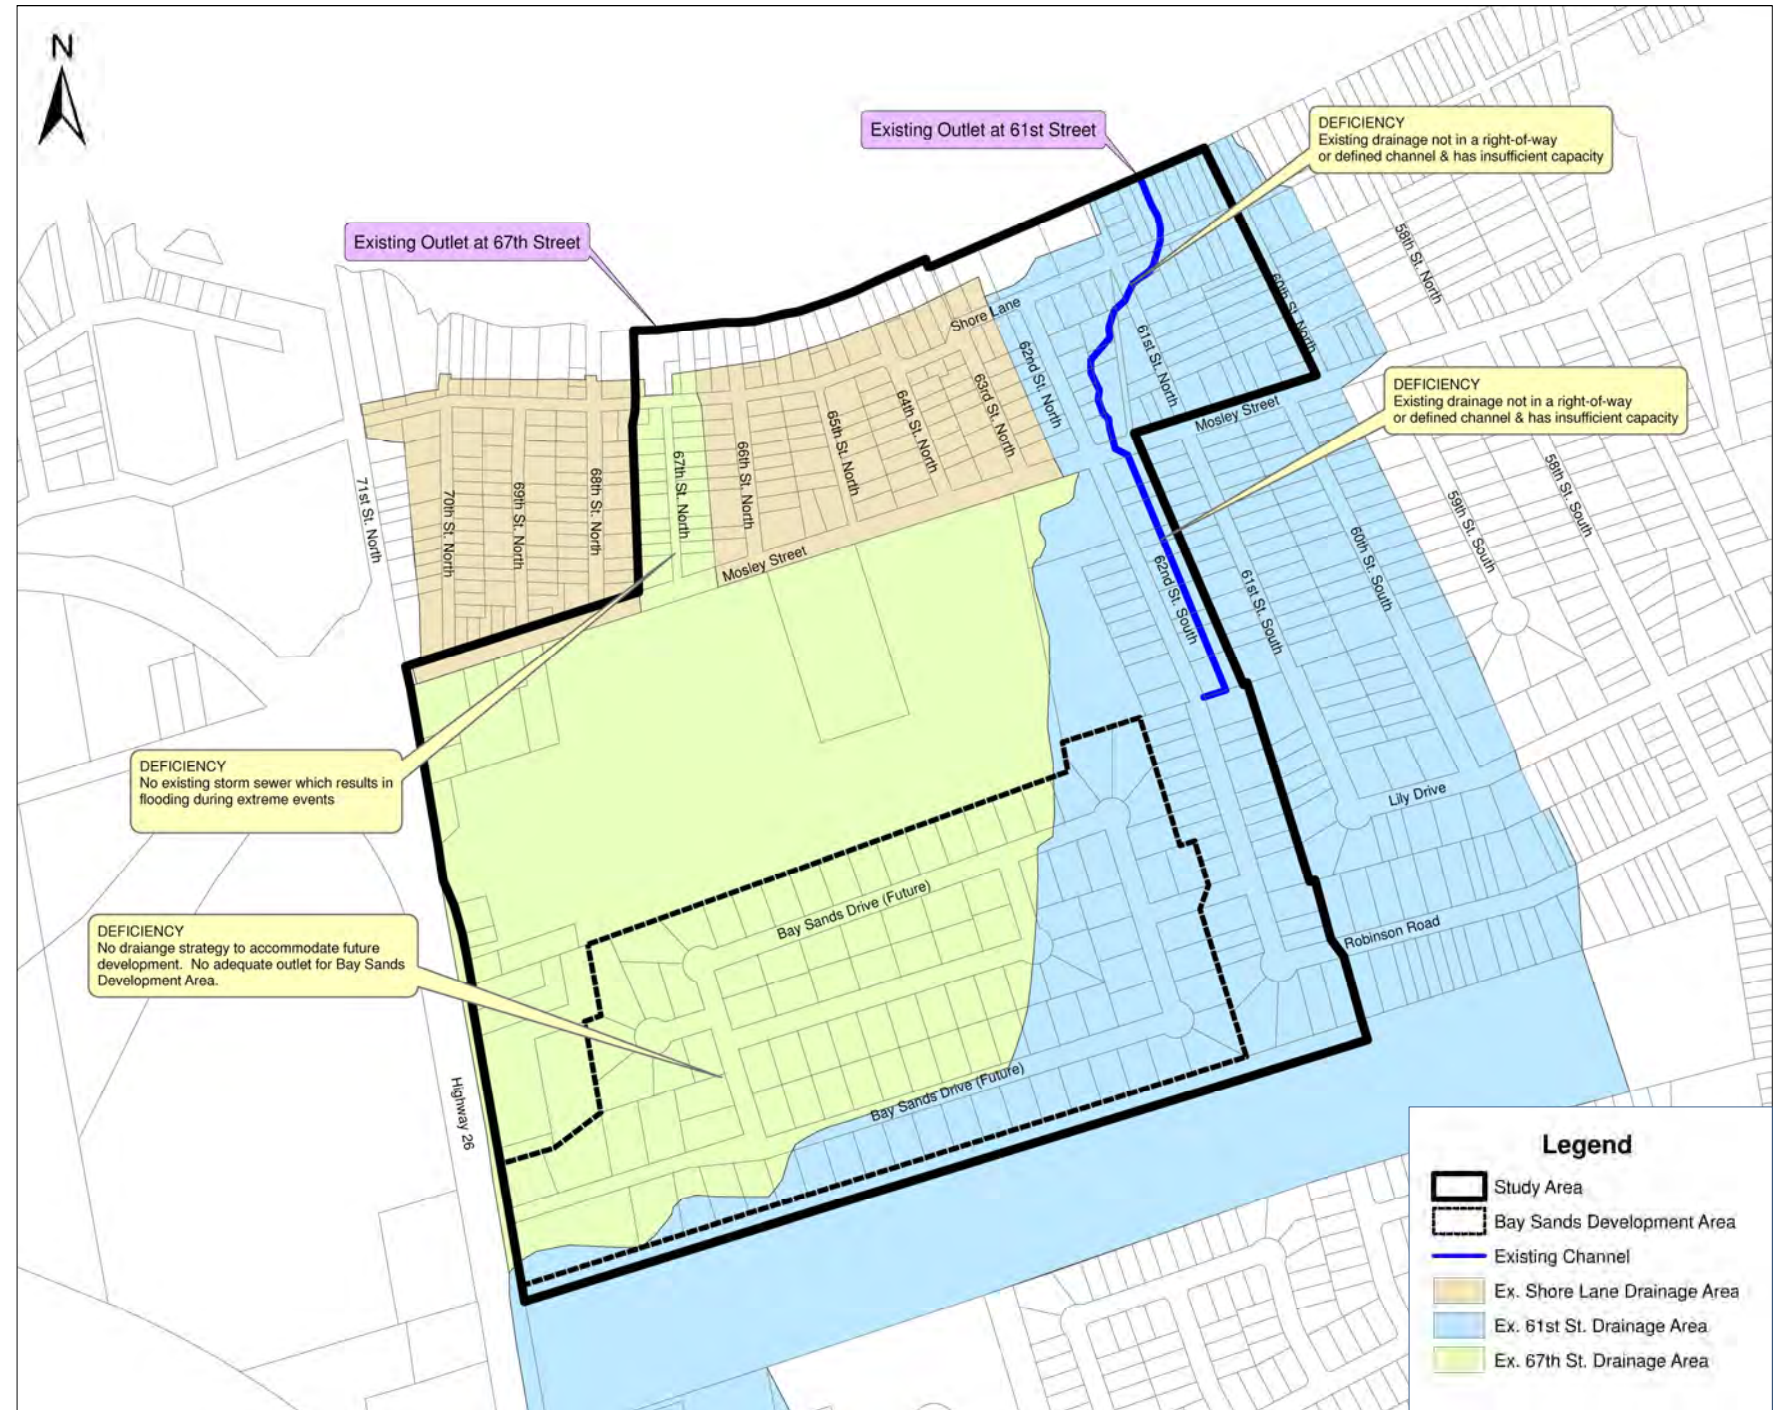 N
Existing Outlet at 61st Street
DEFICIENCY
Existing drainage not in a right-of-way
or defined channel & has insufficient capacity
Existing Outlet at 67th Street
58th St. North
60th St. North
Shore Lane
61st St. North
62nd St. North
DEFICIENCY
Existing drainage not in a right-of-way
or defined channel & has insufficient capacity
Mosley Street
63rd St. North
64th St. North
65th St. North
66th St. North
67th St. North
68th St. North
69th St. North
70th St. North
71st St. North
Mosley Street
58th St. South
59th St. South
60th St. South
61st St. South
62nd St. South
DEFICIENCY
No existing storm sewer which results in
flooding during extreme events
Lily Drive
Bay Sands Drive (Future)
Robinson Road
DEFICIENCY
No draiange strategy to accommodate future
development. No adequate outlet for Bay Sands
Development Area.
Bay Sands Drive (Future)
Highway 26
Legend
Study Area
Bay Sands Development Area
Existing Channel
Ex. Shore Lane Drainage Area
Ex. 61st St. Drainage Area
Ex. 67th St. Drainage Area